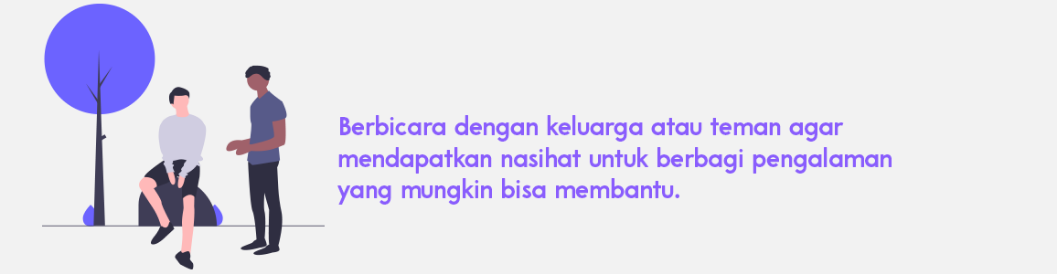 Berbicara dengan keluarga atau teman agar
mendapatkan nasihat untuk berbagi pengalaman
yang mungkin bisa membantu.